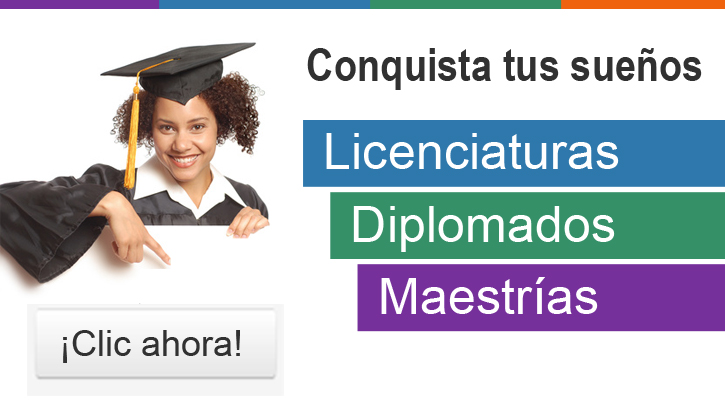 Conquista tus sueños
Licenciaturas
Diplomados
Maestrías
¡Clic ahora!